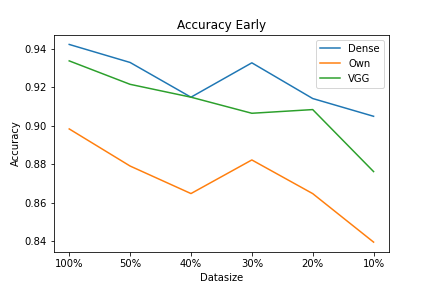 Accuracy Early
Dense
Own
VGG
Accuracy
0.94
0.92
0.90
0.88
0.86
0.84
100% 50% 40% 30% 20% 10%
Datasize